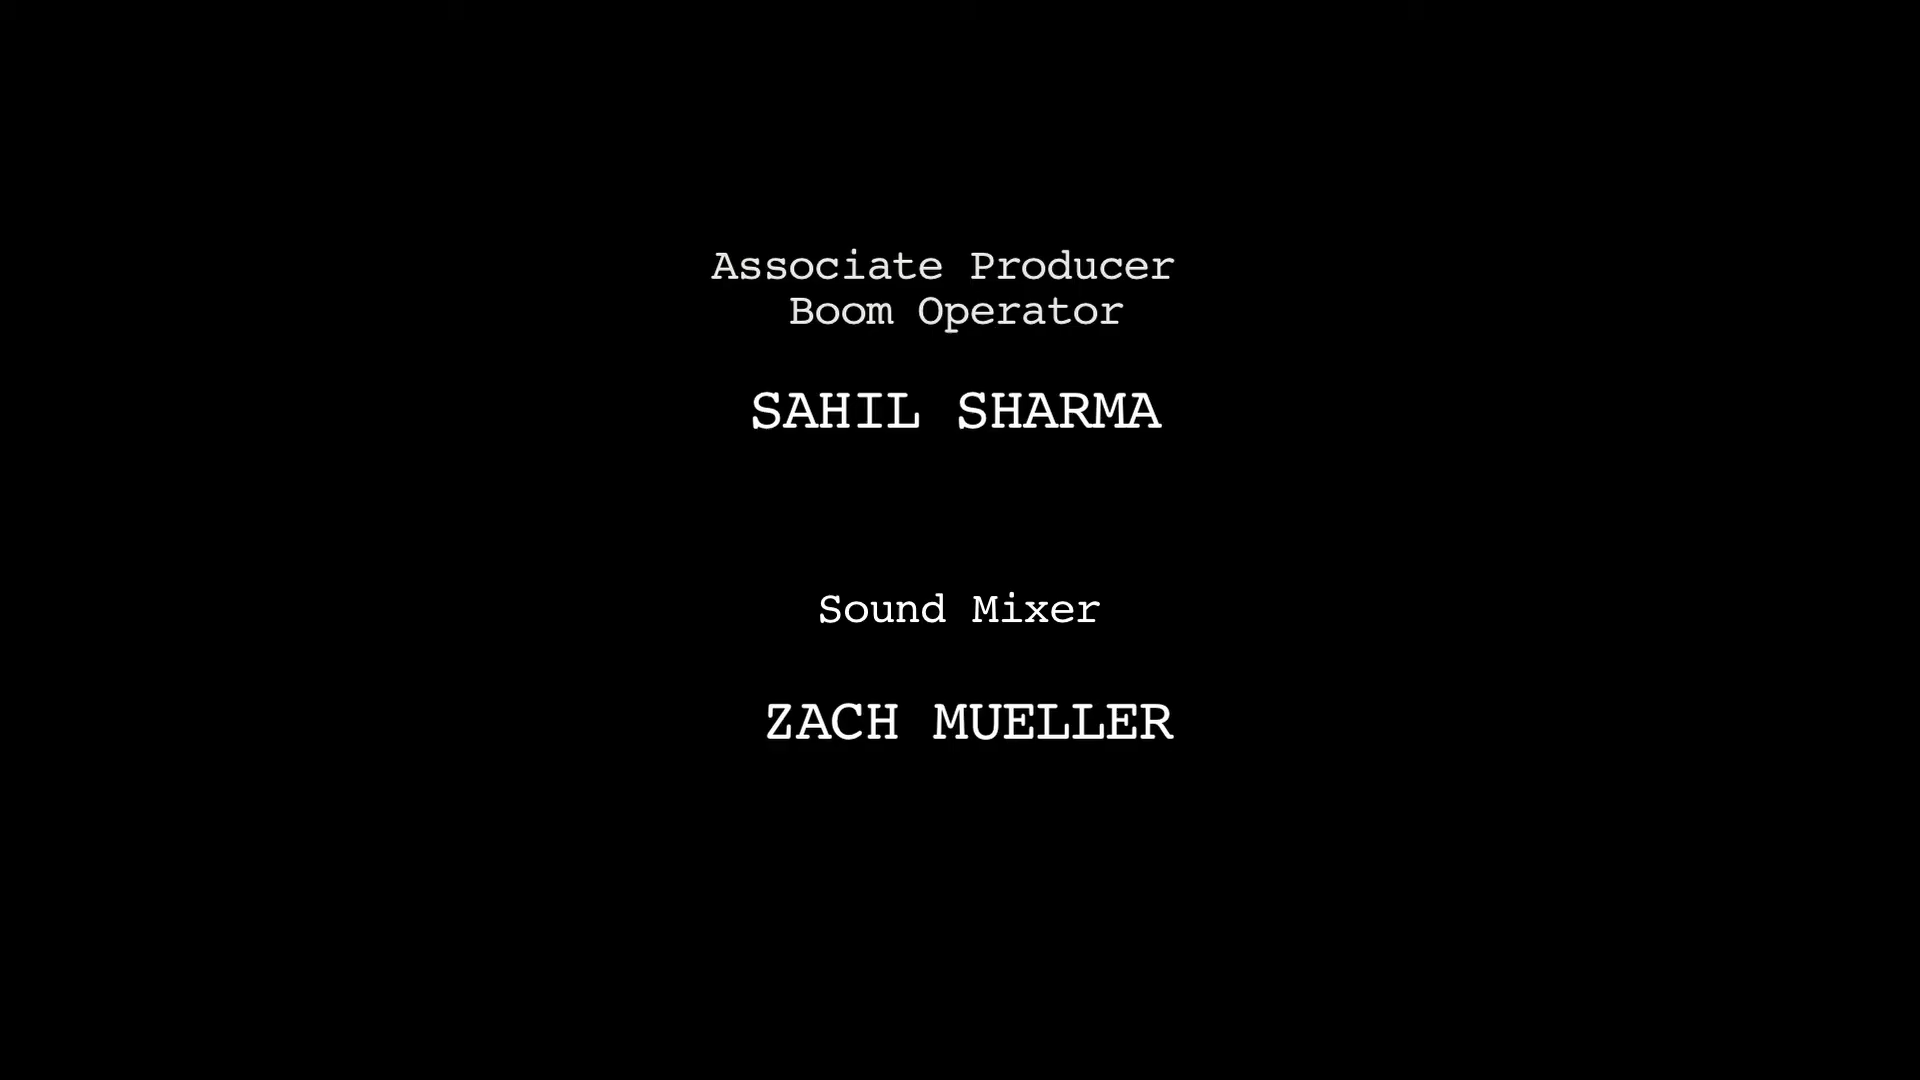 Associate Producer
Boom Operator
SAHIL SHARMA
Sound Mixer
ZACH MUELLER